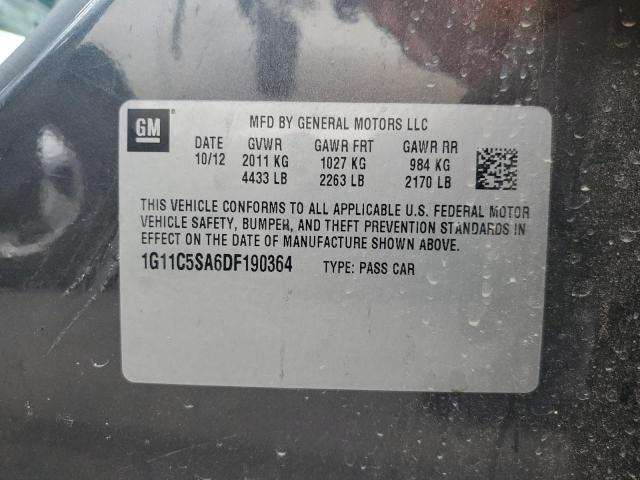 GM
MFD BY GENERAL MOTORS LLC
DATE GVWR GAWR FRT GAWR RR
10/12 2011 KG 1027 KG 984 KG
4433 LB 2263 LB 2170 LB
THIS VEHICLE CONFORMS TO ALL APPLICABLE U.S. FEDERAL MOTOR
VEHICLE SAFETY, BUMPER, AND THEFT PREVENTION STANDARDS IN
EFFECT ON THE DATE OF MANUFACTURE SHOWN ABOVE.
1G11C5SA6DF190364 TYPE: PASS CAR